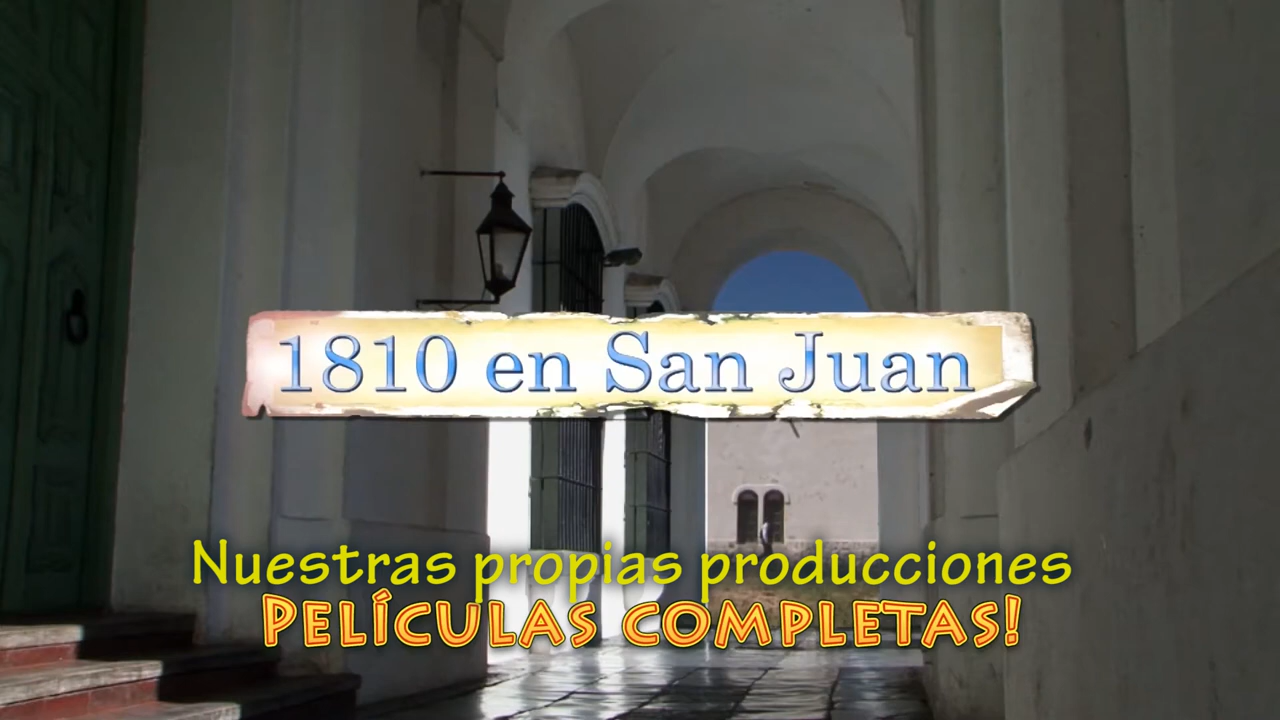 1810 en San Juan
Nuestras propias producciones
Películas completas!